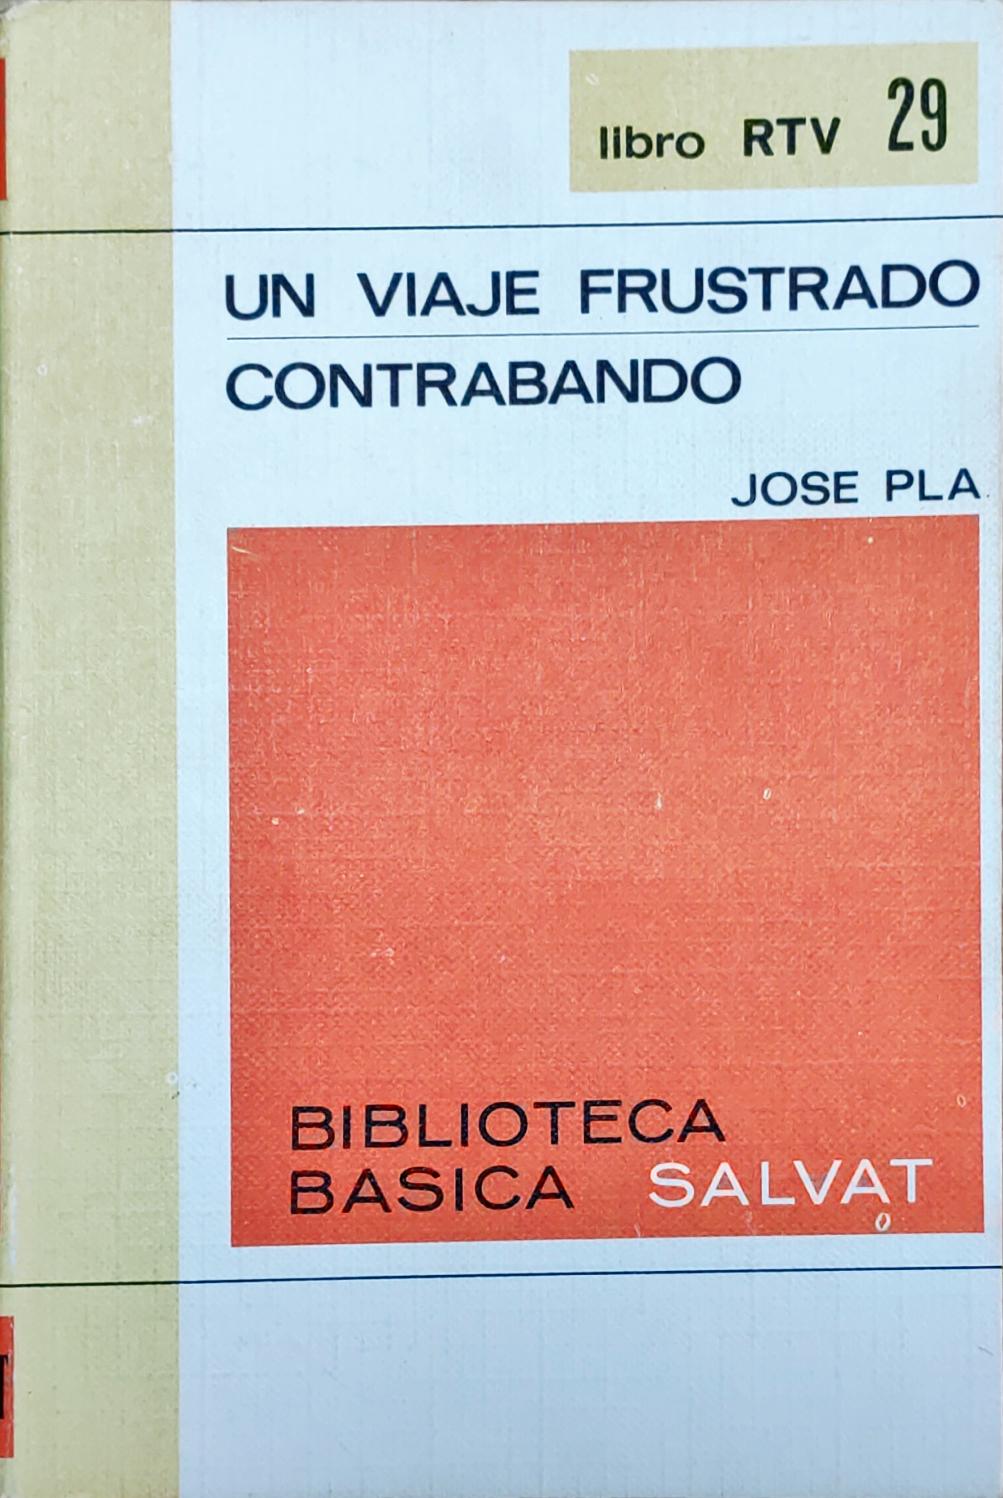 libro RTV 29
UN VIAJE FRUSTRADO
CONTRABANDO
JOSE PLA
BIBLIOTECA
BASICA SALVAT